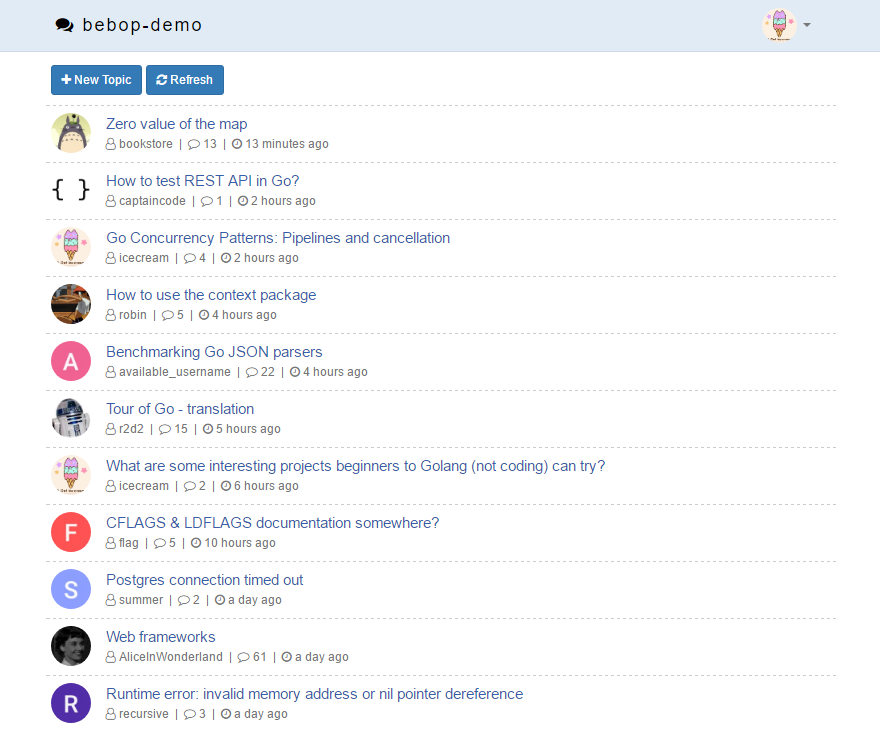 bebop-demo
New Topic Refresh
Zero value of the map
bookstore | 13 | 13 minutes ago
{ } How to test REST API in Go?
captaincode | 1 | 2 hours ago
Go Concurrency Patterns: Pipelines and cancellation
icecream | 4 | 2 hours ago
How to use the context package
robin | 5 | 4 hours ago
A Benchmarking Go JSON parsers
available_username | 22 | 4 hours ago
Tour of Go - translation
r2d2 | 15 | 5 hours ago
What are some interesting projects beginners to Golang (not coding) can try?
icecream | 2 | 6 hours ago
F CFLAGS & LDFLAGS documentation somewhere?
flag | 5 | 10 hours ago
S Postgres connection timed out
summer | 2 | a day ago
Web frameworks
AliceInWonderland | 61 | a day ago
R Runtime error: invalid memory address or nil pointer dereference
recursive | 3 | a day ago